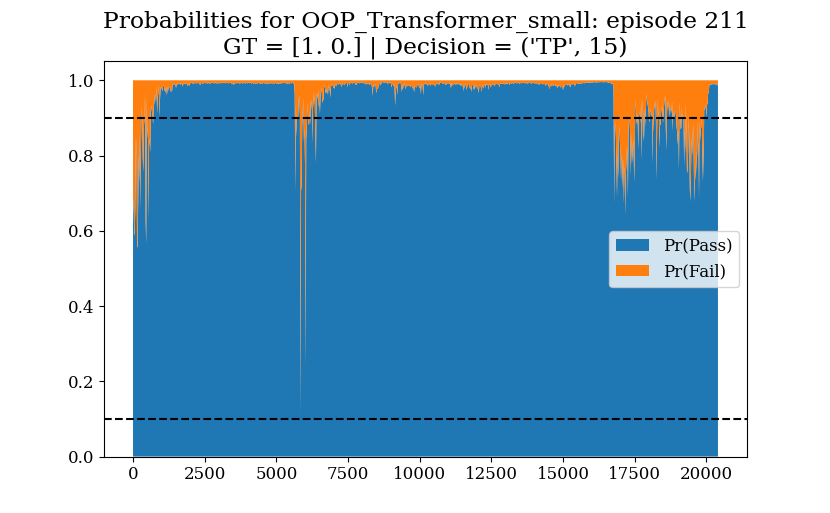 Probabilities for OOP_Transformer_small: episode 211
GT = [1. 0.] | Decision = ('TP', 15)
1.0
0.8
0.6
0.4
0.2
0.0
Pr(Pass)
Pr(Fail)
0 2500 5000 7500 10000 12500 15000 17500 20000